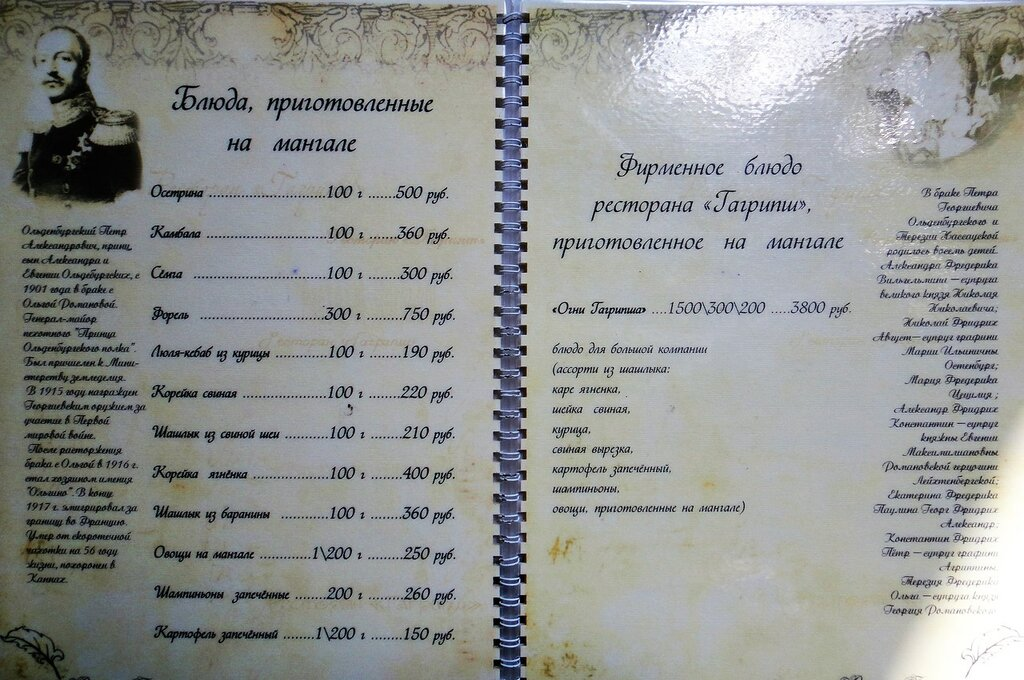 Блюда, приготовленные
на мангале
Осетрина ........................100 г ......500 руб.
Камбала .........................100 г ........360 руб.
Сёмга ...........................100 г ........300 руб.
Форель .........................300 г ........750 руб.
Люля-кебаб из курицы ...........100 г ........190 руб.
Корейка свиная .................100 г ........220 руб.
Шашлык из свиной шеи ..........100 г ........210 руб.
Корейка ягнёнка ................100 г ........400 руб.
Шашлык из баранины ............100 г ........360 руб.
Овощи на мангале ...........1\200 г ........250 руб.
Шампиньоны запечённые .......200 г ........260 руб.
Картофель запечённый ........1\200 г ........150 руб.
Ольденбургский Петр
Александрович, принц,
сын Александра и
Евгении Ольдебургских, с
1901 года в браке с
Ольгой Романовой.
Генерал-майор
пехотного "Принца
Ольденбургского полка".
Был причислен к Мини-
стерству земледелия.
В 1915 году награжден
Георгиевским оружием за
участие в Первой
мировой войне.
После расторжения
брака с Ольгой в 1916 г.
стал хозяином имения
"Ольгино". В конце
1917 г. эмигрировал за
границу во Францию.
Умер от скоротечной
чахотки на 56 году
жизни, похоронен в
Каннах.
Фирменное блюдо
ресторана «Гагрипш»,
приготовленное на мангале
«Огни Гагрипша» ....1500\300\200 .....3800 руб.
блюдо для большой компании
(ассорти из шашлыка:
каре ягненка,
шейка свиная,
курица,
свиная вырезка,
картофель запечённый,
шампиньоны,
овощи, приготовленные на мангале)
В браке Петра
Георгиевича
Ольденбургского и
Терезии Нассауской
родилось восемь детей.
Александра Фредерика
Вильгельмина — супруга
великого князя Николая
Николаевича;
Николай Фридрих
Август — супруг графини
Марии Ильиничны
Остенбург;
Мария Фредерика
Цецилия ;
Александр Фридрих
Константин — супруг
княжны Евгении
Максимилиановны
Романовской герцогини
Лейхтенбергской;
Екатерина Фредерика
Паулина Георг Фридрих
Александр;
Константин Фридрих
Пётр — супруг графини
Агриппины,
Терезия Фредерика
Ольга — супруга князя
Георгия Романовского